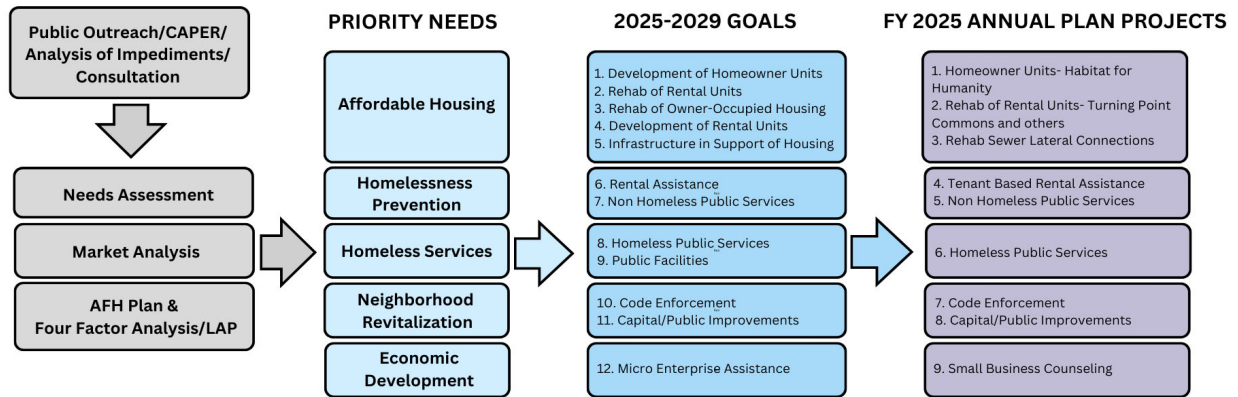 Public Outreach/CAPER/
Analysis of Impediments/
Consultation
Needs Assessment
Market Analysis
AFH Plan &
Four Factor Analysis/LAP
PRIORITY NEEDS
Affordable Housing
Homelessness
Prevention
Homeless Services
Neighborhood
Revitalization
Economic
Development
2025-2029 GOALS
1. Development of Homeowner Units
2. Rehab of Rental Units
3. Rehab of Owner-Occupied Housing
4. Development of Rental Units
5. Infrastructure in Support of Housing
6. Rental Assistance
7. Non Homeless Public Services
8. Homeless Public Services
9. Public Facilities
10. Code Enforcement
11. Capital/Public Improvements
12. Micro Enterprise Assistance
FY 2025 ANNUAL PLAN PROJECTS
1. Homeowner Units- Habitat for
Humanity
2. Rehab of Rental Units- Turning Point
Commons and others
3. Rehab Sewer Lateral Connections
4. Tenant Based Rental Assistance
5. Non Homeless Public Services
6. Homeless Public Services
7. Code Enforcement
8. Capital/Public Improvements
9. Small Business Counseling